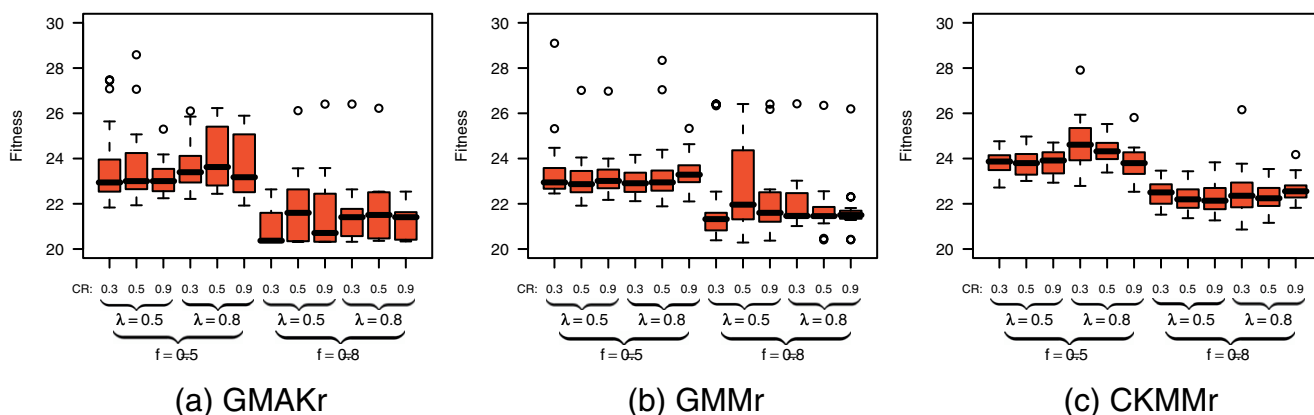 30
28
26
24
22
20
Fitness
CR: 0.3 0.5 0.9 0.3 0.5 0.9 0.3 0.5 0.9 0.3 0.5 0.9
λ = 0.5 λ = 0.8 λ = 0.5 λ = 0.8
f = 0.5 f = 0.8
(a) GMAKr
30
28
26
24
22
20
Fitness
CR: 0.3 0.5 0.9 0.3 0.5 0.9 0.3 0.5 0.9 0.3 0.5 0.9
λ = 0.5 λ = 0.8 λ = 0.5 λ = 0.8
f = 0.5 f = 0.8
(b) GMMr
30
28
26
24
22
20
Fitness
CR: 0.3 0.5 0.9 0.3 0.5 0.9 0.3 0.5 0.9 0.3 0.5 0.9
λ = 0.5 λ = 0.8 λ = 0.5 λ = 0.8
f = 0.5 f = 0.8
(c) CKMMr